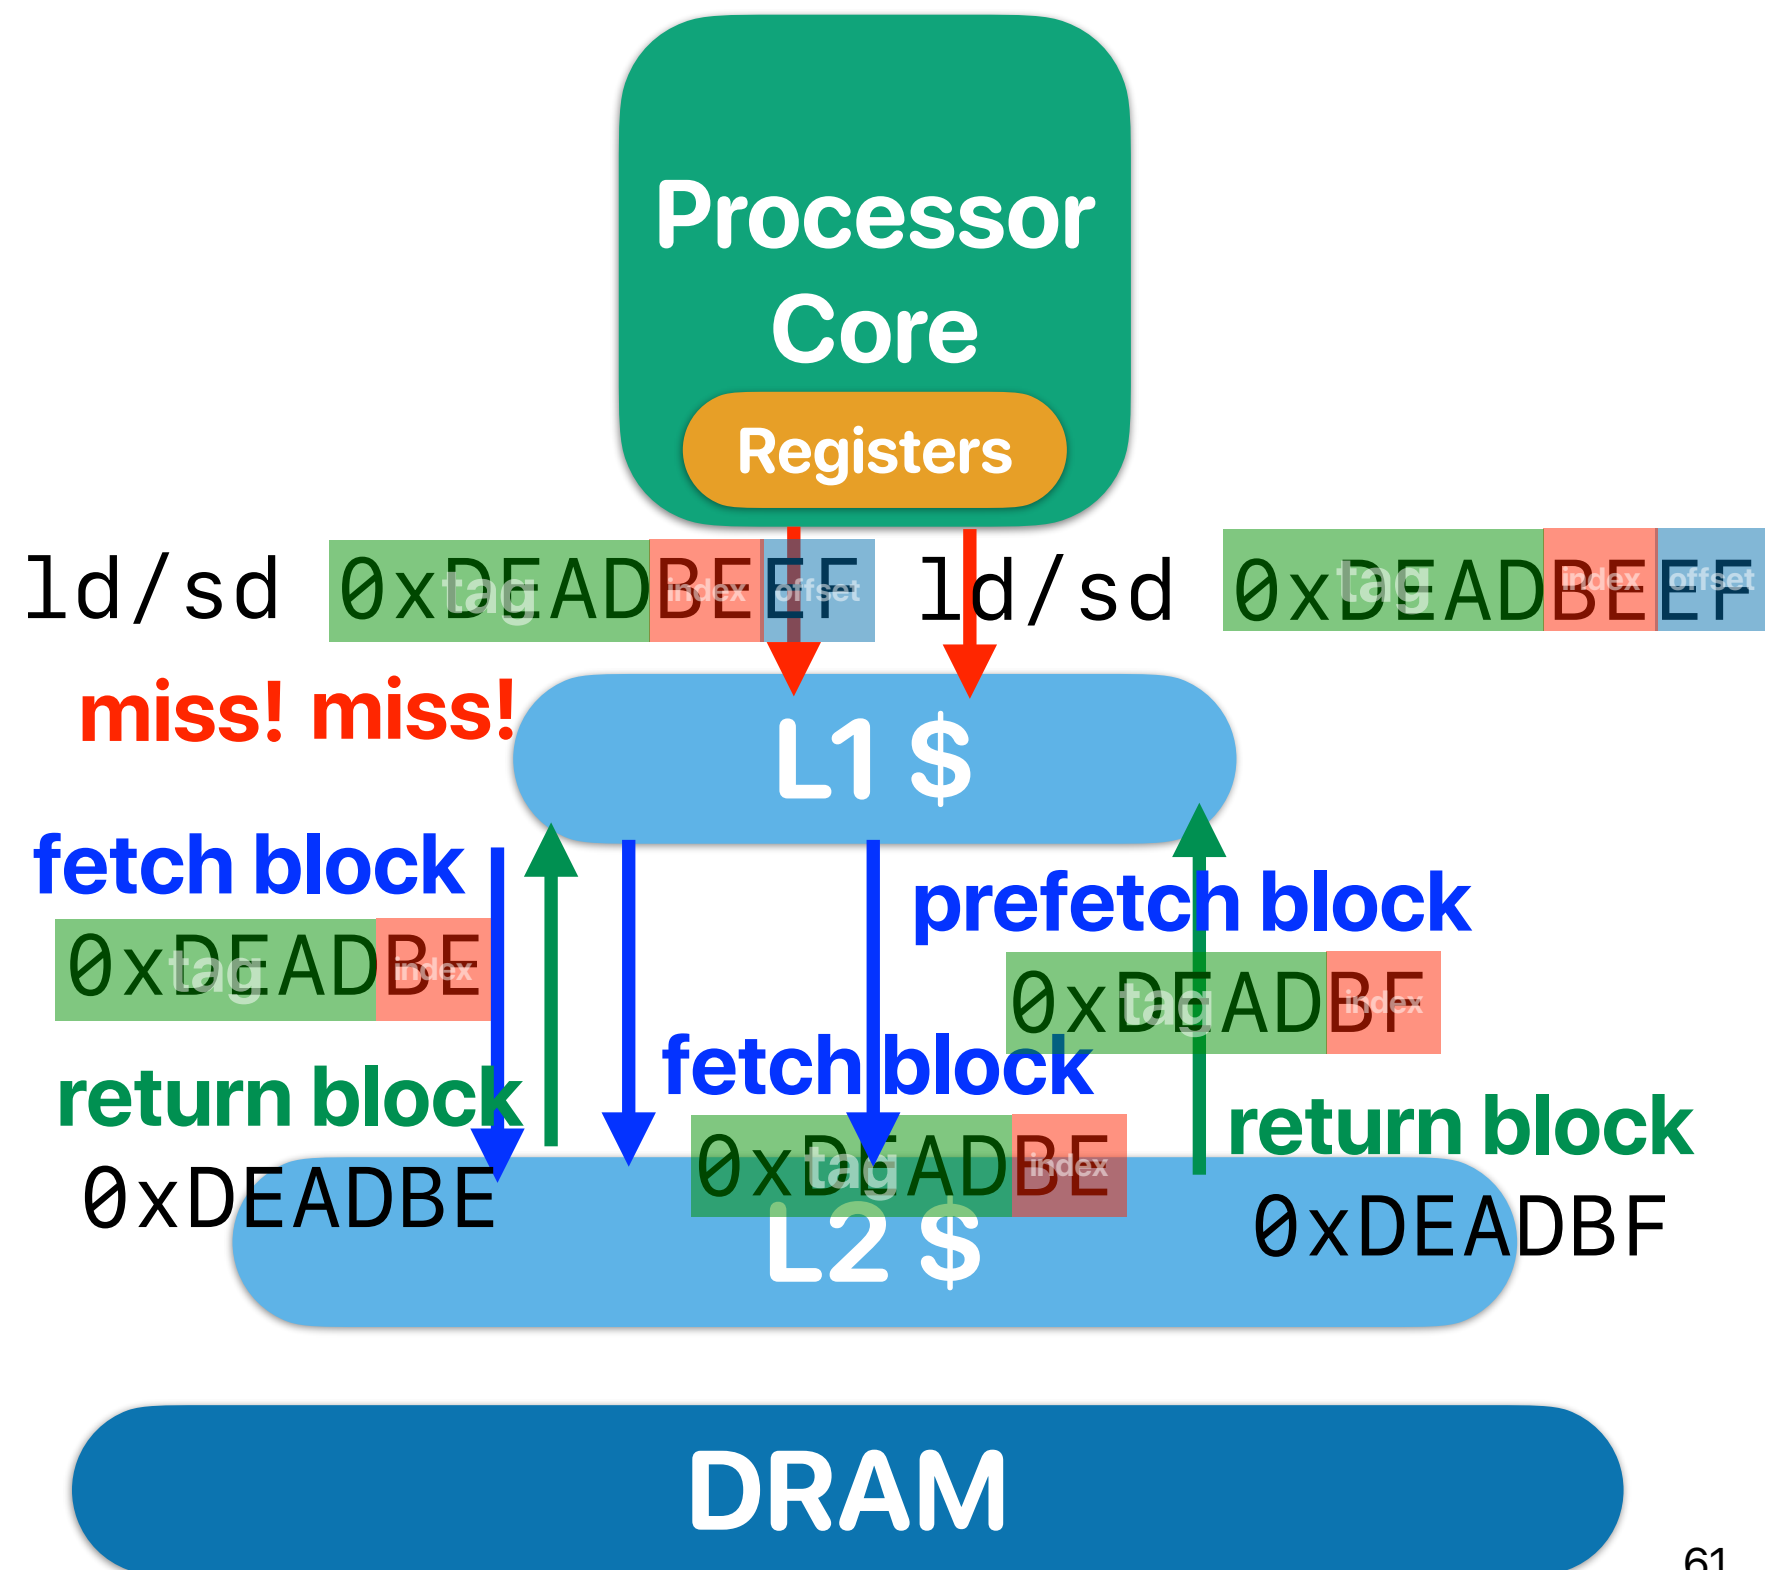 Processor
Core
Registers
ld/sd 0xDEADBEEF
tag index offset
ld/sd 0xDEADBEEF
tag index offset
miss! miss!
L1 $
fetch block
0xDEADBE
tag index
prefetch block
0xDEADBF
tag index
return block
0xDEADBE
fetch block
0xDEADBE
tag index
return block
0xDEADBF
L2 $
DRAM
61